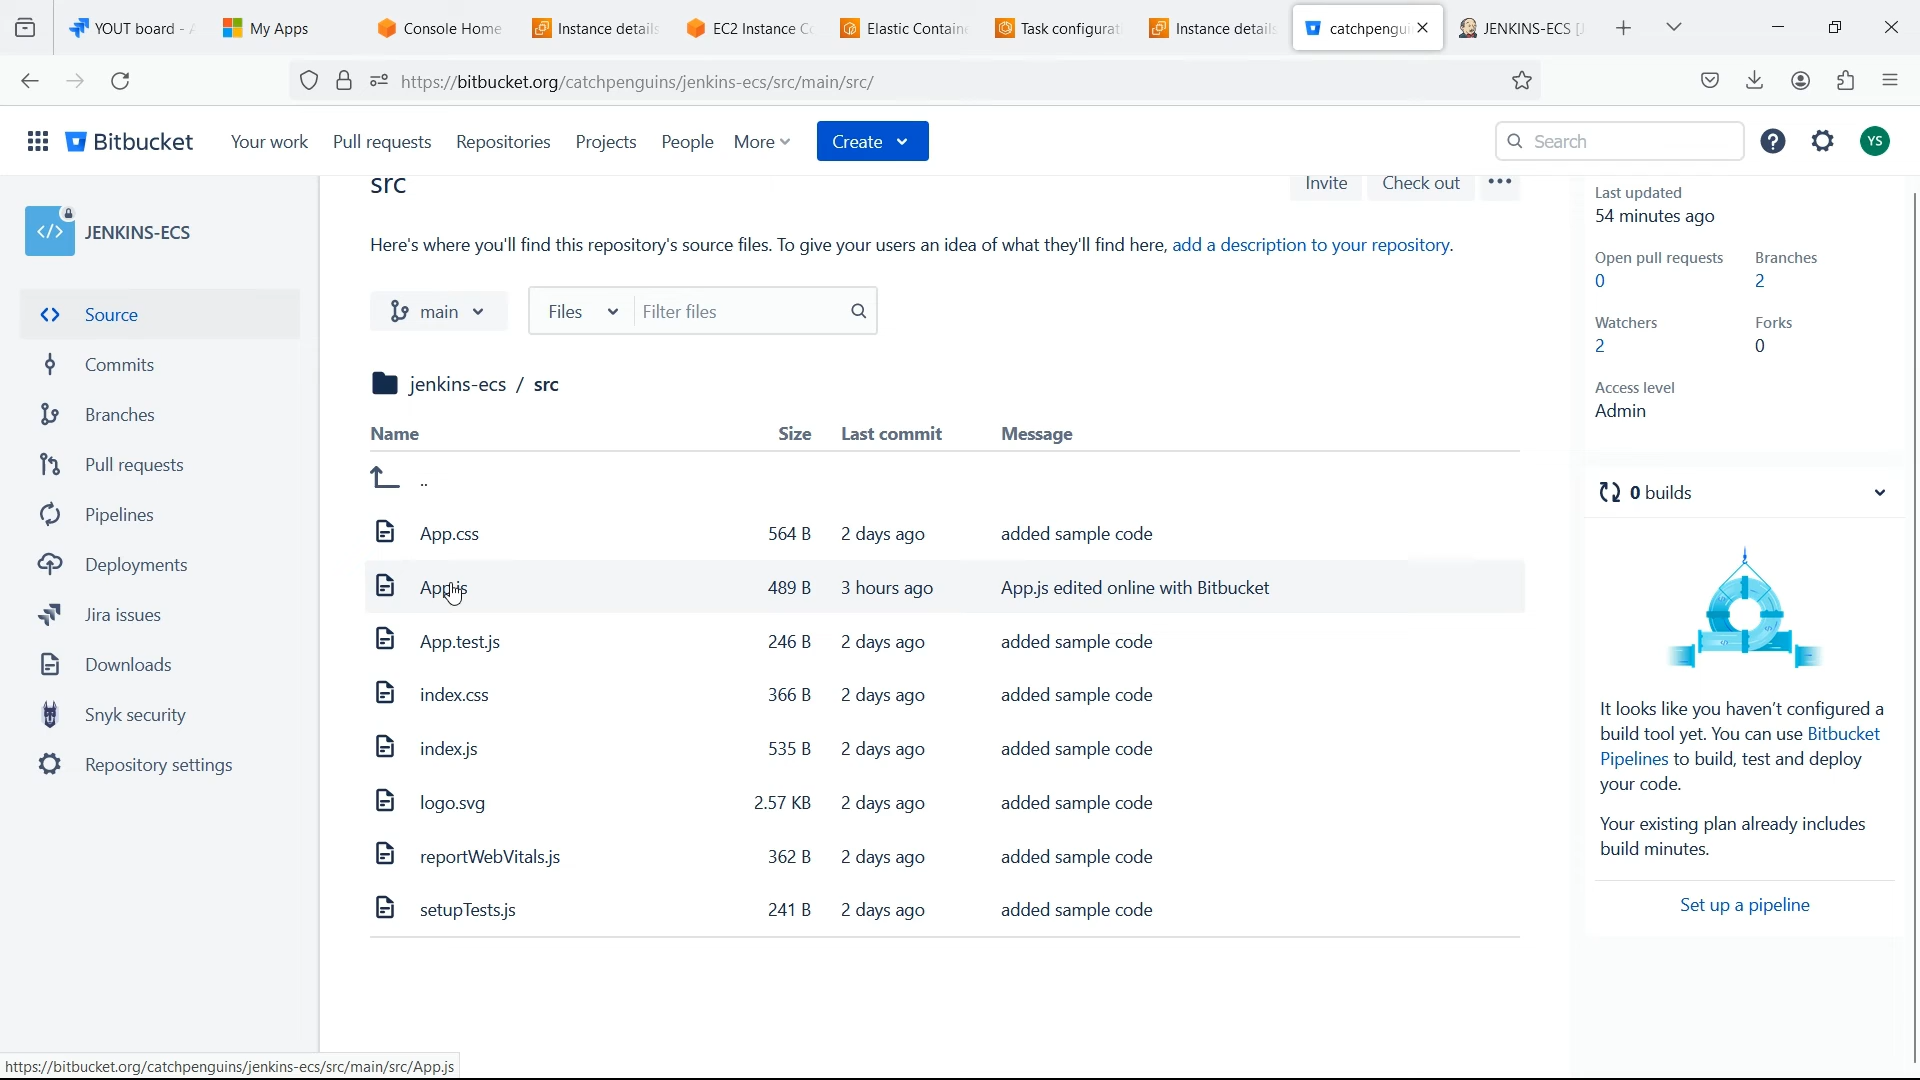 YOUT board - A
My Apps
Console Home
Instance details
EC2 Instance Co
Elastic Containe
Task configurati
Instance details
catchpengui
JENKINS-ECS [J
https://bitbucket.org/catchpenguins/jenkins-ecs/src/main/src/
Bitbucket
Your work
Pull requests
Repositories
Projects
People
More
Create
Search
YS
JENKINS-ECS
Source
Commits
Branches
Pull requests
Pipelines
Deployments
Jira issues
Downloads
Snyk security
Repository settings
src
Invite
Check out
Here's where you'll find this repository's source files. To give your users an idea of what they'll find here, add a description to your repository.
main
Files
Filter files
jenkins-ecs / src
Name Size Last commit Message
..
App.css 564 B 2 days ago added sample code
App.js 489 B 3 hours ago App.js edited online with Bitbucket
App.test.js 246 B 2 days ago added sample code
index.css 366 B 2 days ago added sample code
index.js 535 B 2 days ago added sample code
logo.svg 2.57 KB 2 days ago added sample code
reportWebVitals.js 362 B 2 days ago added sample code
setupTests.js 241 B 2 days ago added sample code
Last updated
54 minutes ago
Open pull requests Branches
0 2
Watchers Forks
2 0
Access level
Admin
0 builds
It looks like you haven't configured a
build tool yet. You can use Bitbucket
Pipelines to build, test and deploy
your code.
Your existing plan already includes
build minutes.
Set up a pipeline
https://bitbucket.org/catchpenguins/jenkins-ecs/src/main/src/App.js